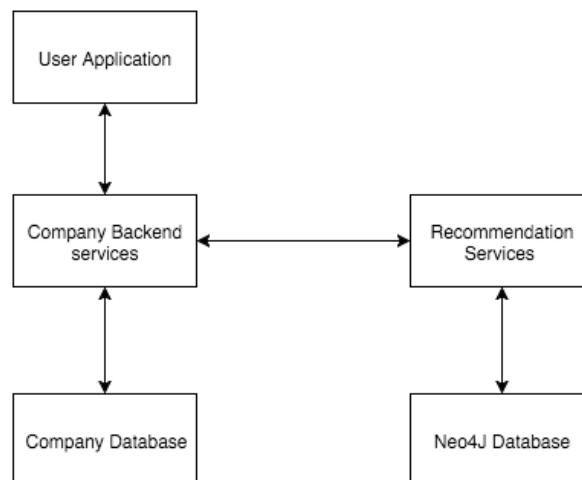 User Application
Company Backend
services
Recommendation
Services
Company Database
Neo4J Database